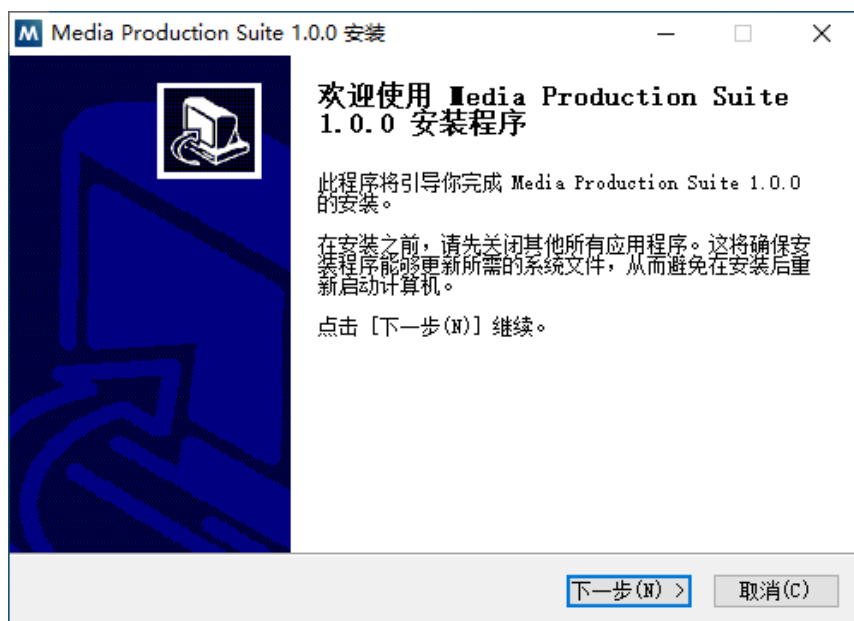 M Media Production Suite 1.0.0 安装
欢迎使用 Media Production Suite
1.0.0 安装程序
此程序将引导你完成 Media Production Suite 1.0.0
的安装。
在安装之前，请先关闭其他所有应用程序。这将确保安
装程序能够更新所需的系统文件，从而避免在安装后重
新启动计算机。
点击 [下一步(N)] 继续。
下一步(N) >
取消(C)